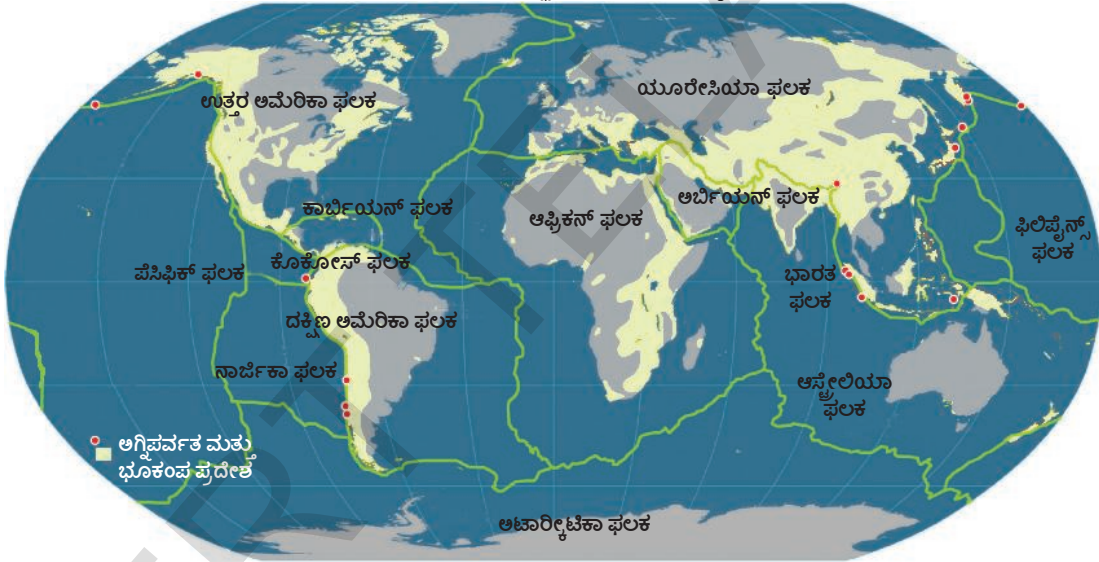 ಉತ್ತರ ಅಮೆರಿಕಾ ಫಲಕ
ಯೂರೇಸಿಯಾ ಫಲಕ
ಕಾರ್ಬಿಯನ್ ಫಲಕ
ಆಫ್ರಿಕನ್ ಫಲಕ
ಅರ್ಬಿಯನ್ ಫಲಕ
ಫಿಲಿಪೈನ್ಸ್
ಫಲಕ
ಪೆಸಿಫಿಕ್ ಫಲಕ
ಕೊಕೋಸ್ ಫಲಕ
ಭಾರತ
ಫಲಕ
ದಕ್ಷಿಣ ಅಮೆರಿಕಾ ಫಲಕ
ನಾರ್ಜೆಕಾ ಫಲಕ
ಆಸ್ಟ್ರೇಲಿಯಾ
ಫಲಕ
ಅಗ್ನಿಪರ್ವತ ಮತ್ತು
ಭೂಕಂಪ ಪ್ರದೇಶ
ಅಟಾರ್ಕ್ಟಿಕಾ ಫಲಕ